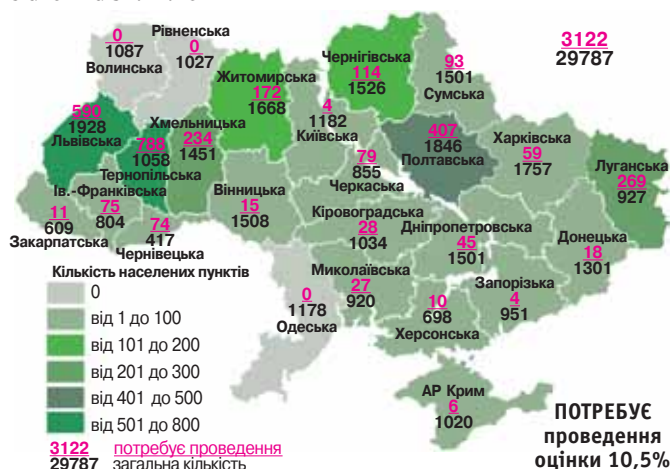 Рівненська
0
0
1087
1027
Волинська
Житомирська
172
1668
Чернігівська
114
1526
93
1501
Сумська
3122
29787
590
1928
Львівська
Хмельницька
234
1451
788
1058
Тернопільська
4
1182
Київська
407
1846
Полтавська
Харківська
59
1757
Луганська
269
927
79
855
Черкаська
Ів.-Франківська
75
804
11
609
Закарпатська
74
417
Чернівецька
Вінницька
15
1508
Кіровоградська
28
1034
Дніпропетровська
45
1501
Донецька
18
1301
Миколаївська
27
920
Запорізька
4
951
10
698
Херсонська
0
1178
Одеська
АР Крим
6
1020
Кількість населених пунктів
0
від 1 до 100
від 101 до 200
від 201 до 300
від 401 до 500
від 501 до 800
3122 потребує проведення
29787 загальна кількість
ПОТРЕБУЄ
проведення
оцінки 10,5%